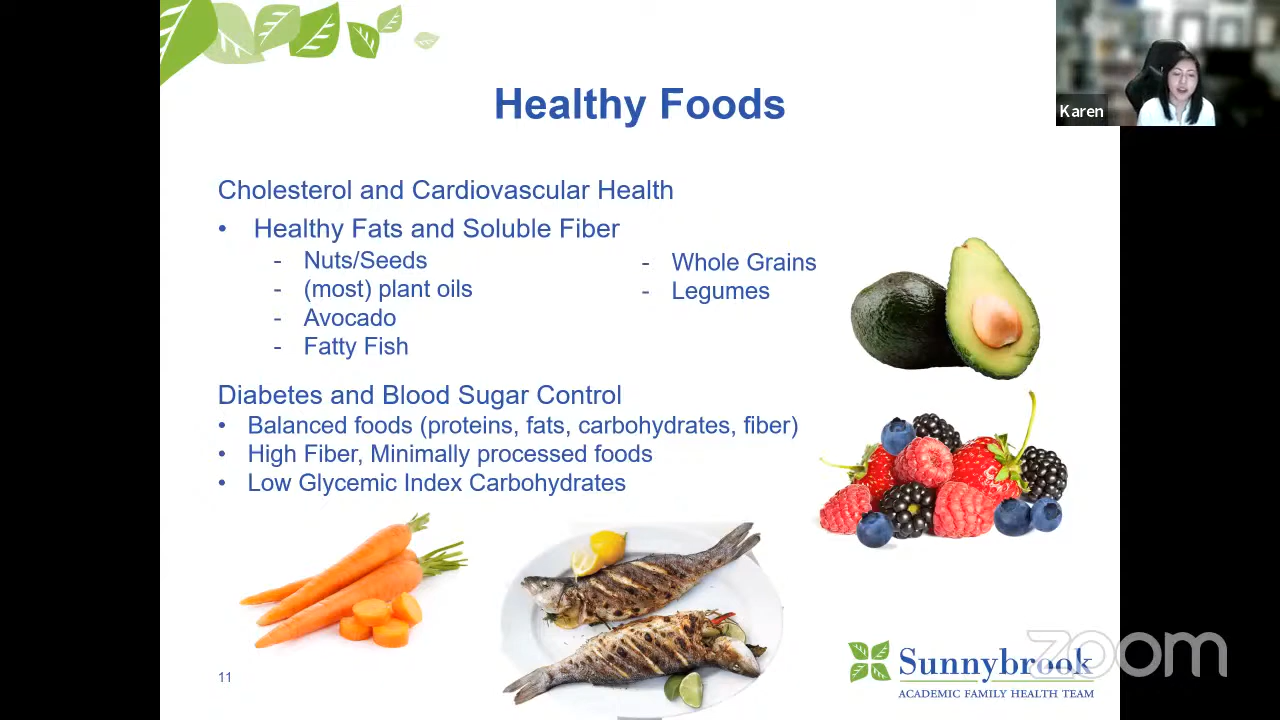 Healthy Foods
Karen
Cholesterol and Cardiovascular Health
• Healthy Fats and Soluble Fiber
- Nuts/Seeds
- (most) plant oils
- Avocado
- Fatty Fish
- Whole Grains
- Legumes
Diabetes and Blood Sugar Control
• Balanced foods (proteins, fats, carbohydrates, fiber)
• High Fiber, Minimally processed foods
• Low Glycemic Index Carbohydrates
11
Sunnybrook
ACADEMIC FAMILY HEALTH TEAM
zoom